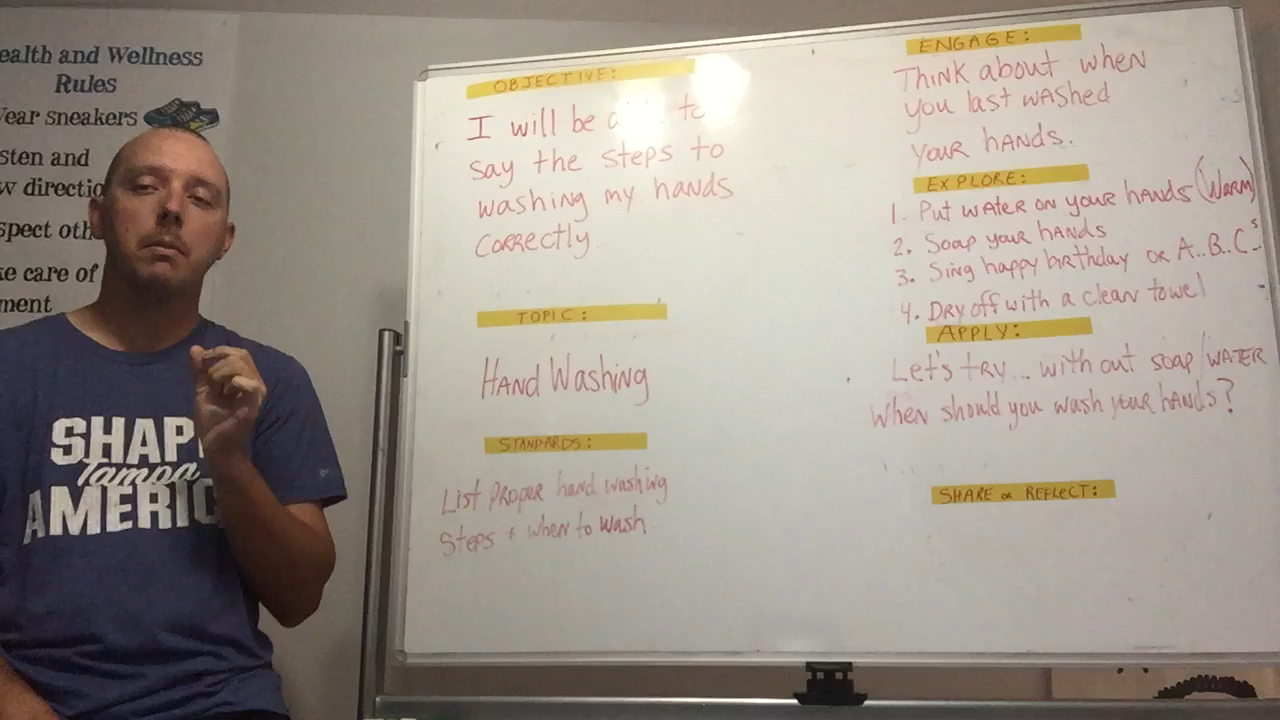 ealth and Wellness
Rules
ear sneakers
sten and
w directio
spect oth
ke care of
ment
SHAP
Tampa
AMERIC
OBJECTIVE:
I will be to
say the steps to
washing my hands
correctly.
TOPIC:
Hand Washing
STANDARDS:
List proper hand washing
Steps + when to wash.
ENGAGE:
Think about when
you last washed
your hands.
EXPLORE:
1. Put water on your hands (Warm)
2. Soap your hands
3. Sing happy birthday or A..B..C..s
4. Dry off with a clean towel
APPLY:
Let's try... with out soap/water
When should you wash your hands?
SHARE or REFLECT: